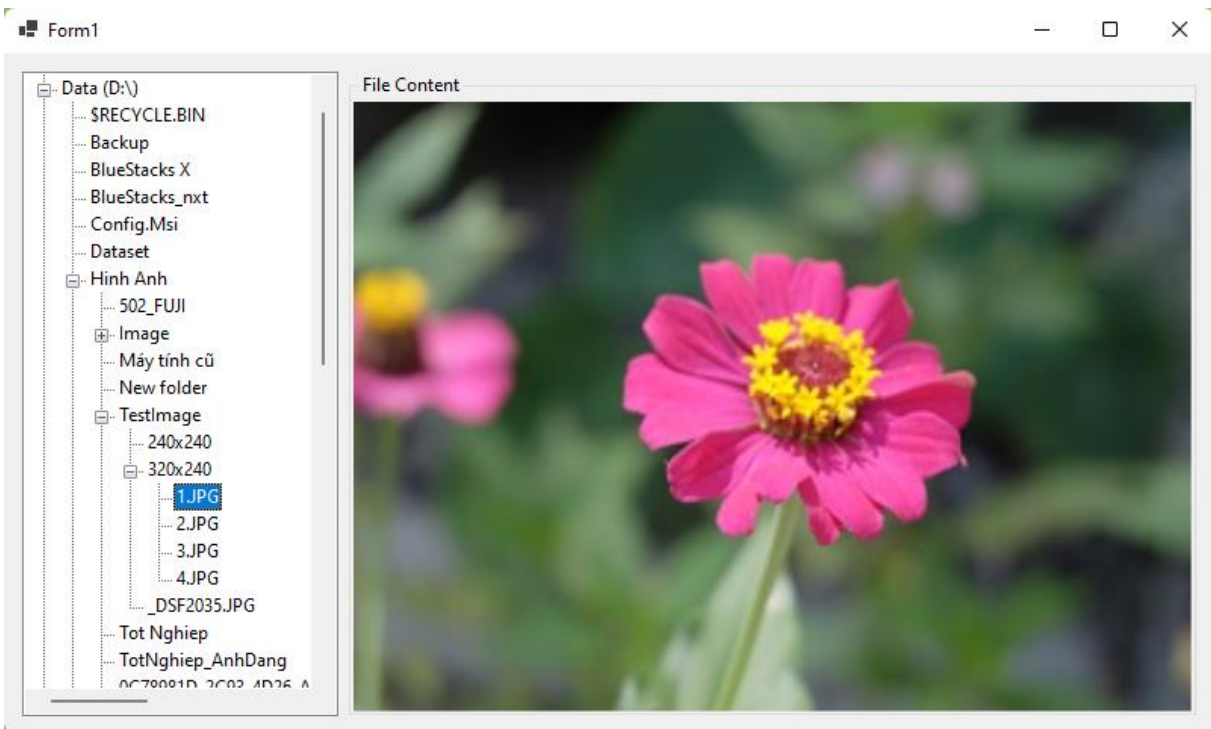 Form1
Data (D:\)
$RECYCLE.BIN
Backup
BlueStacks X
BlueStacks_nxt
Config.Msi
Dataset
Hinh Anh
502_FUJI
Image
Máy tính cũ
New folder
TestImage
240x240
320x240
1.JPG
2.JPG
3.JPG
4.JPG
_DSF2035.JPG
Tot Nghiep
TotNghiep_AnhDang
File Content